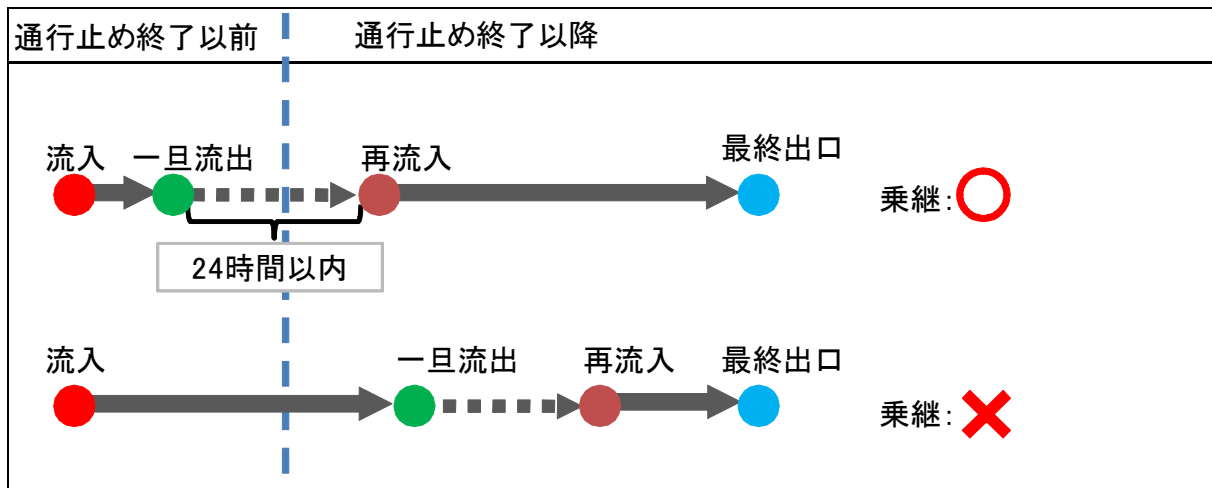 通行止め終了以前
通行止め終了以降
流入
一旦流出
再流入
最終出口
乗継:
24時間以内
流入
一旦流出
再流入
最終出口
乗継: